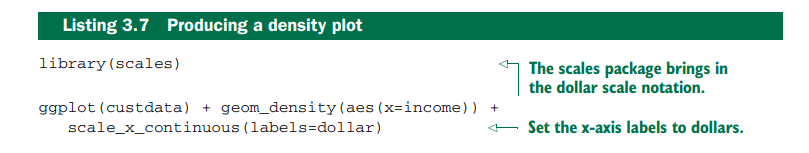 Listing 3.7 Producing a density plot
library(scales)
The scales package brings in
the dollar scale notation.
ggplot(custdata) + geom_density(aes(x=income)) +
scale_x_continuous(labels=dollar)
Set the x-axis labels to dollars.